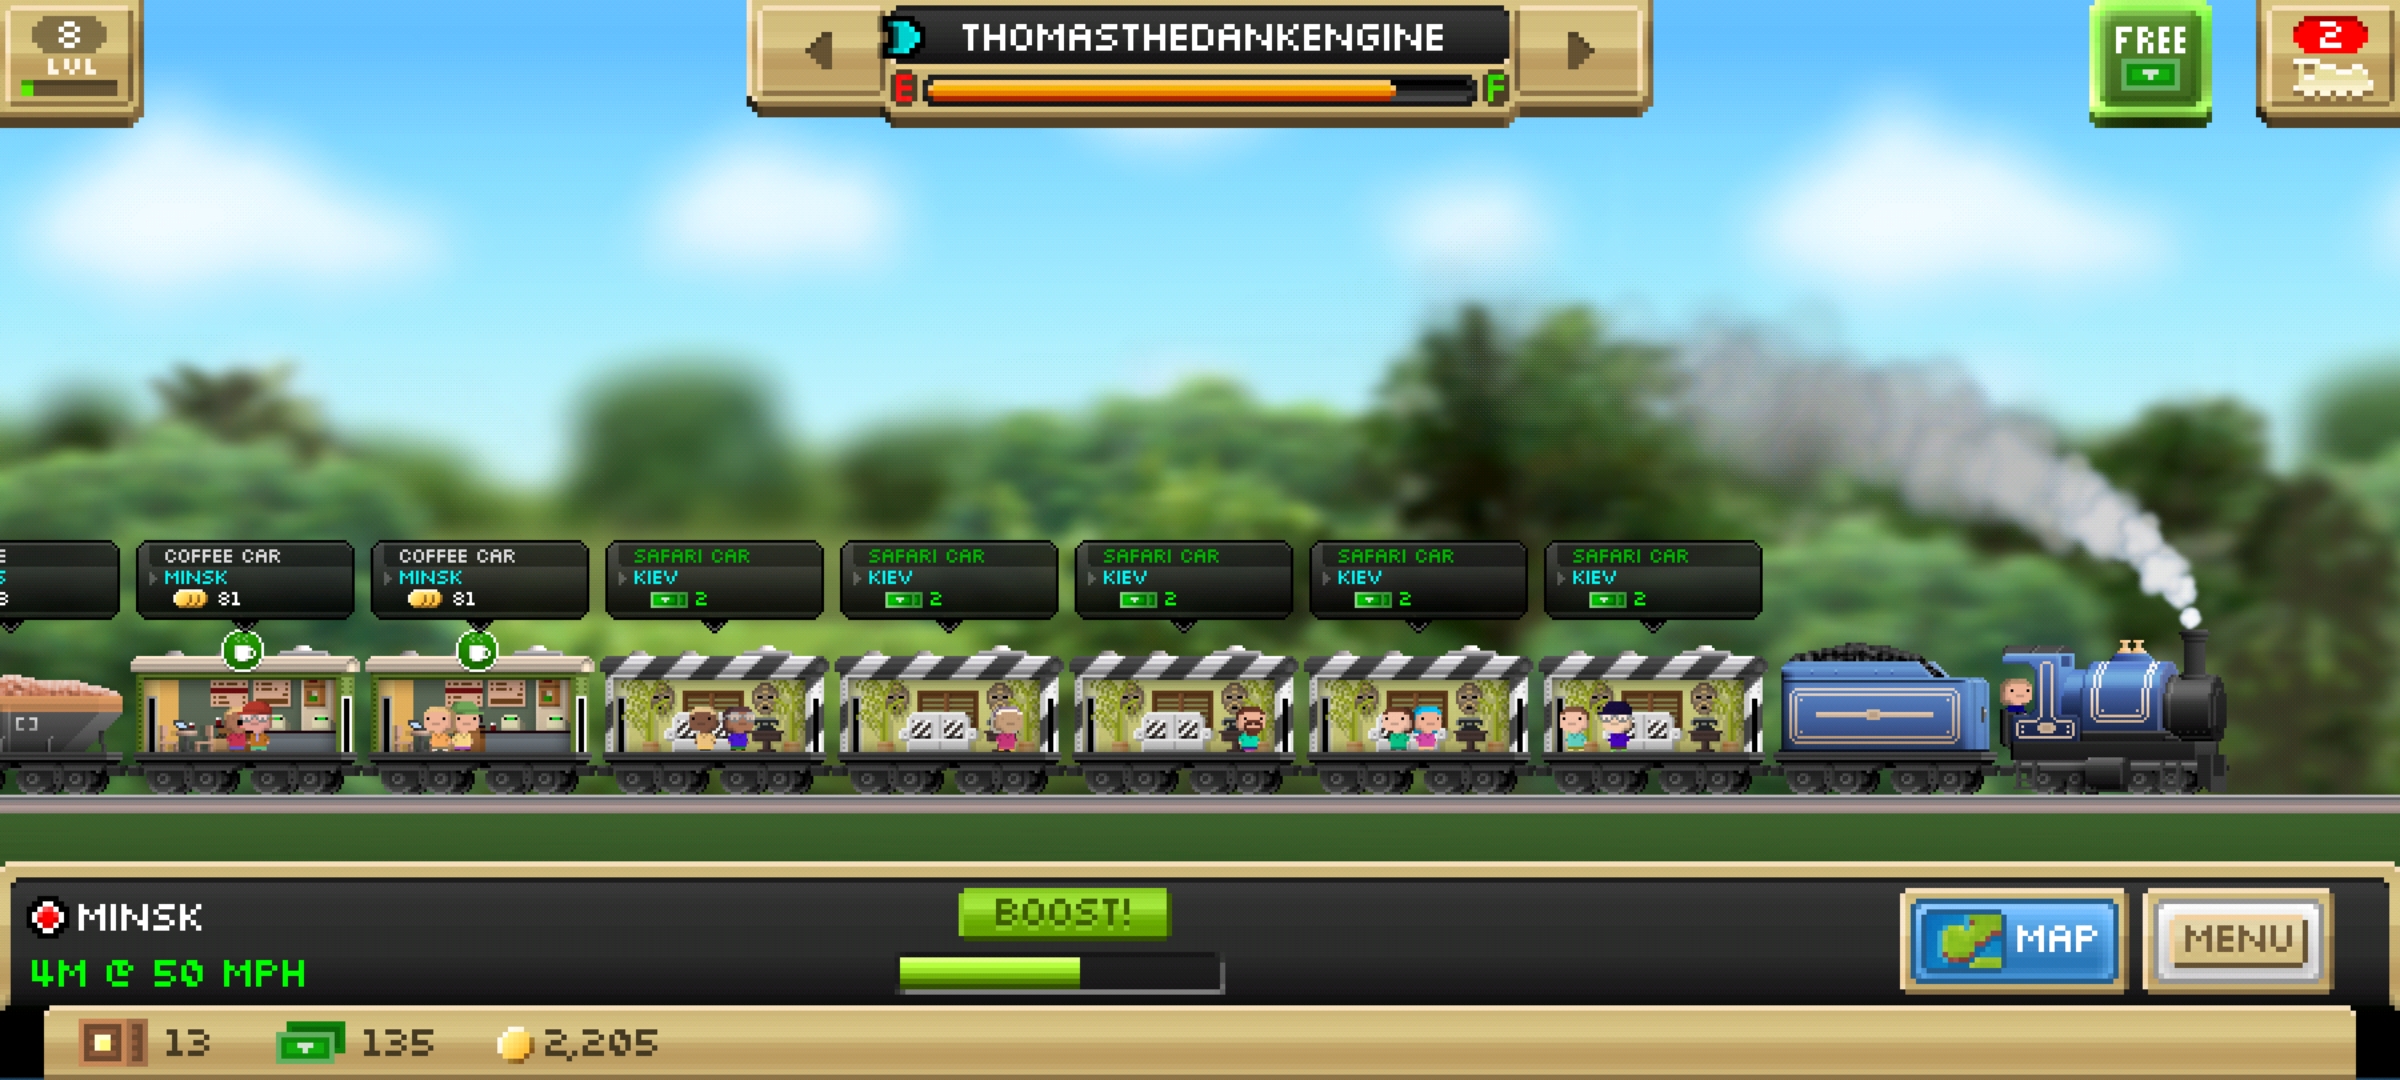 8
LVL
THOMASTHEDANKENGINE
E F
FREE
2
COFFEE CAR
MINSK
81
COFFEE CAR
MINSK
81
SAFARI CAR
KIEV
2
SAFARI CAR
KIEV
2
SAFARI CAR
KIEV
2
SAFARI CAR
KIEV
2
SAFARI CAR
KIEV
2
MINSK
4M @ 50 MPH
BOOST!
MAP
MENU
13
135
2,205